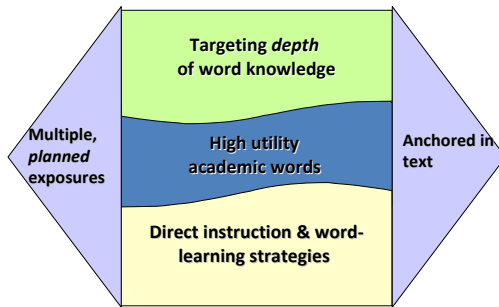 Targeting depth
of word knowledge
Multiple,
planned
exposures
High utility
academic words
Anchored in
text
Direct instruction & word-
learning strategies